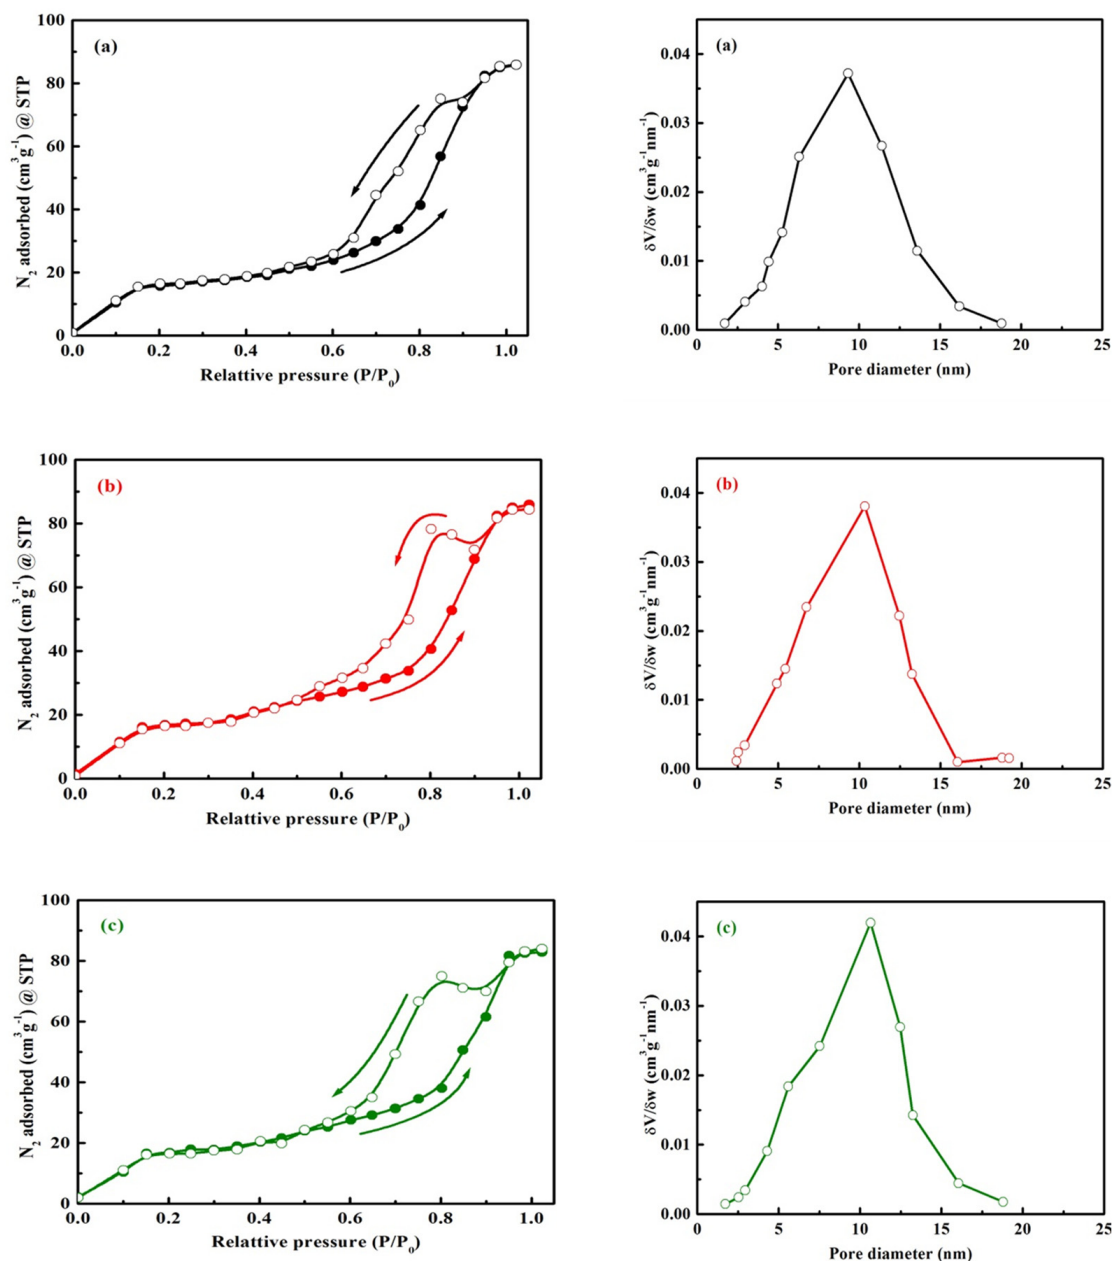 (a)
N₂ adsorbed (cm³g⁻¹) @ STP
100
80
60
40
20
0
0.0 0.2 0.4 0.6 0.8 1.0
Relattive pressure (P/P₀)
(a)
δV/δw (cm³g⁻¹nm⁻¹)
0.04
0.03
0.02
0.01
0.00
0 5 10 15 20 25
Pore diameter (nm)
(b)
N₂ adsorbed (cm³g⁻¹) @ STP
100
80
60
40
20
0
0.0 0.2 0.4 0.6 0.8 1.0
Relattive pressure (P/P₀)
(b)
δV/δw (cm³g⁻¹nm⁻¹)
0.04
0.03
0.02
0.01
0.00
0 5 10 15 20 25
Pore diameter (nm)
(c)
N₂ adsorbed (cm³g⁻¹) @ STP
100
80
60
40
20
0
0.0 0.2 0.4 0.6 0.8 1.0
Relattive pressure (P/P₀)
(c)
δV/δw (cm³g⁻¹nm⁻¹)
0.04
0.03
0.02
0.01
0.00
0 5 10 15 20 25
Pore diameter (nm)